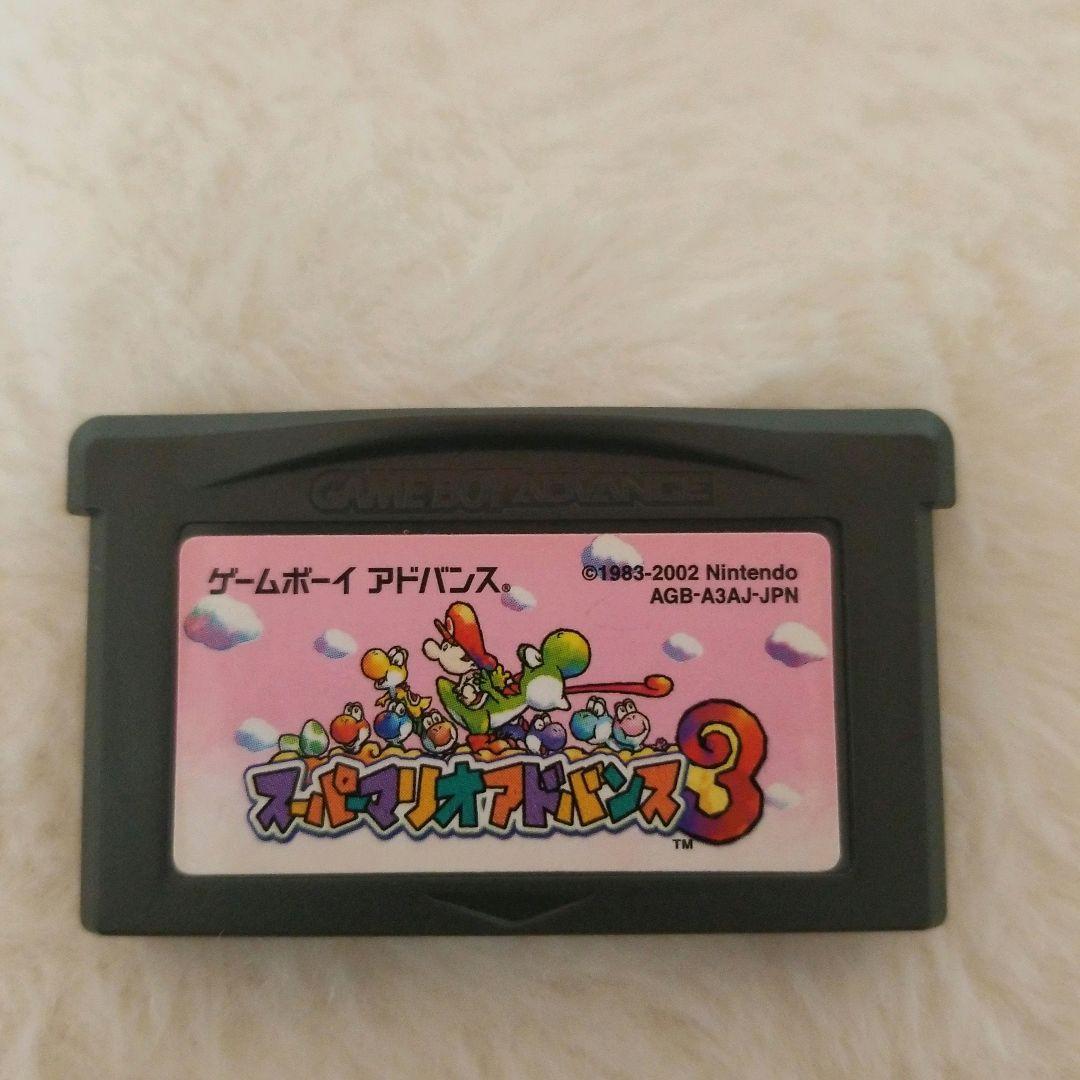 GAME BOY ADVANCE
ゲームボーイ アドバンス®
©1983-2002 Nintendo
AGB-A3AJ-JPN
スーパーマリオアドバンス3
TM